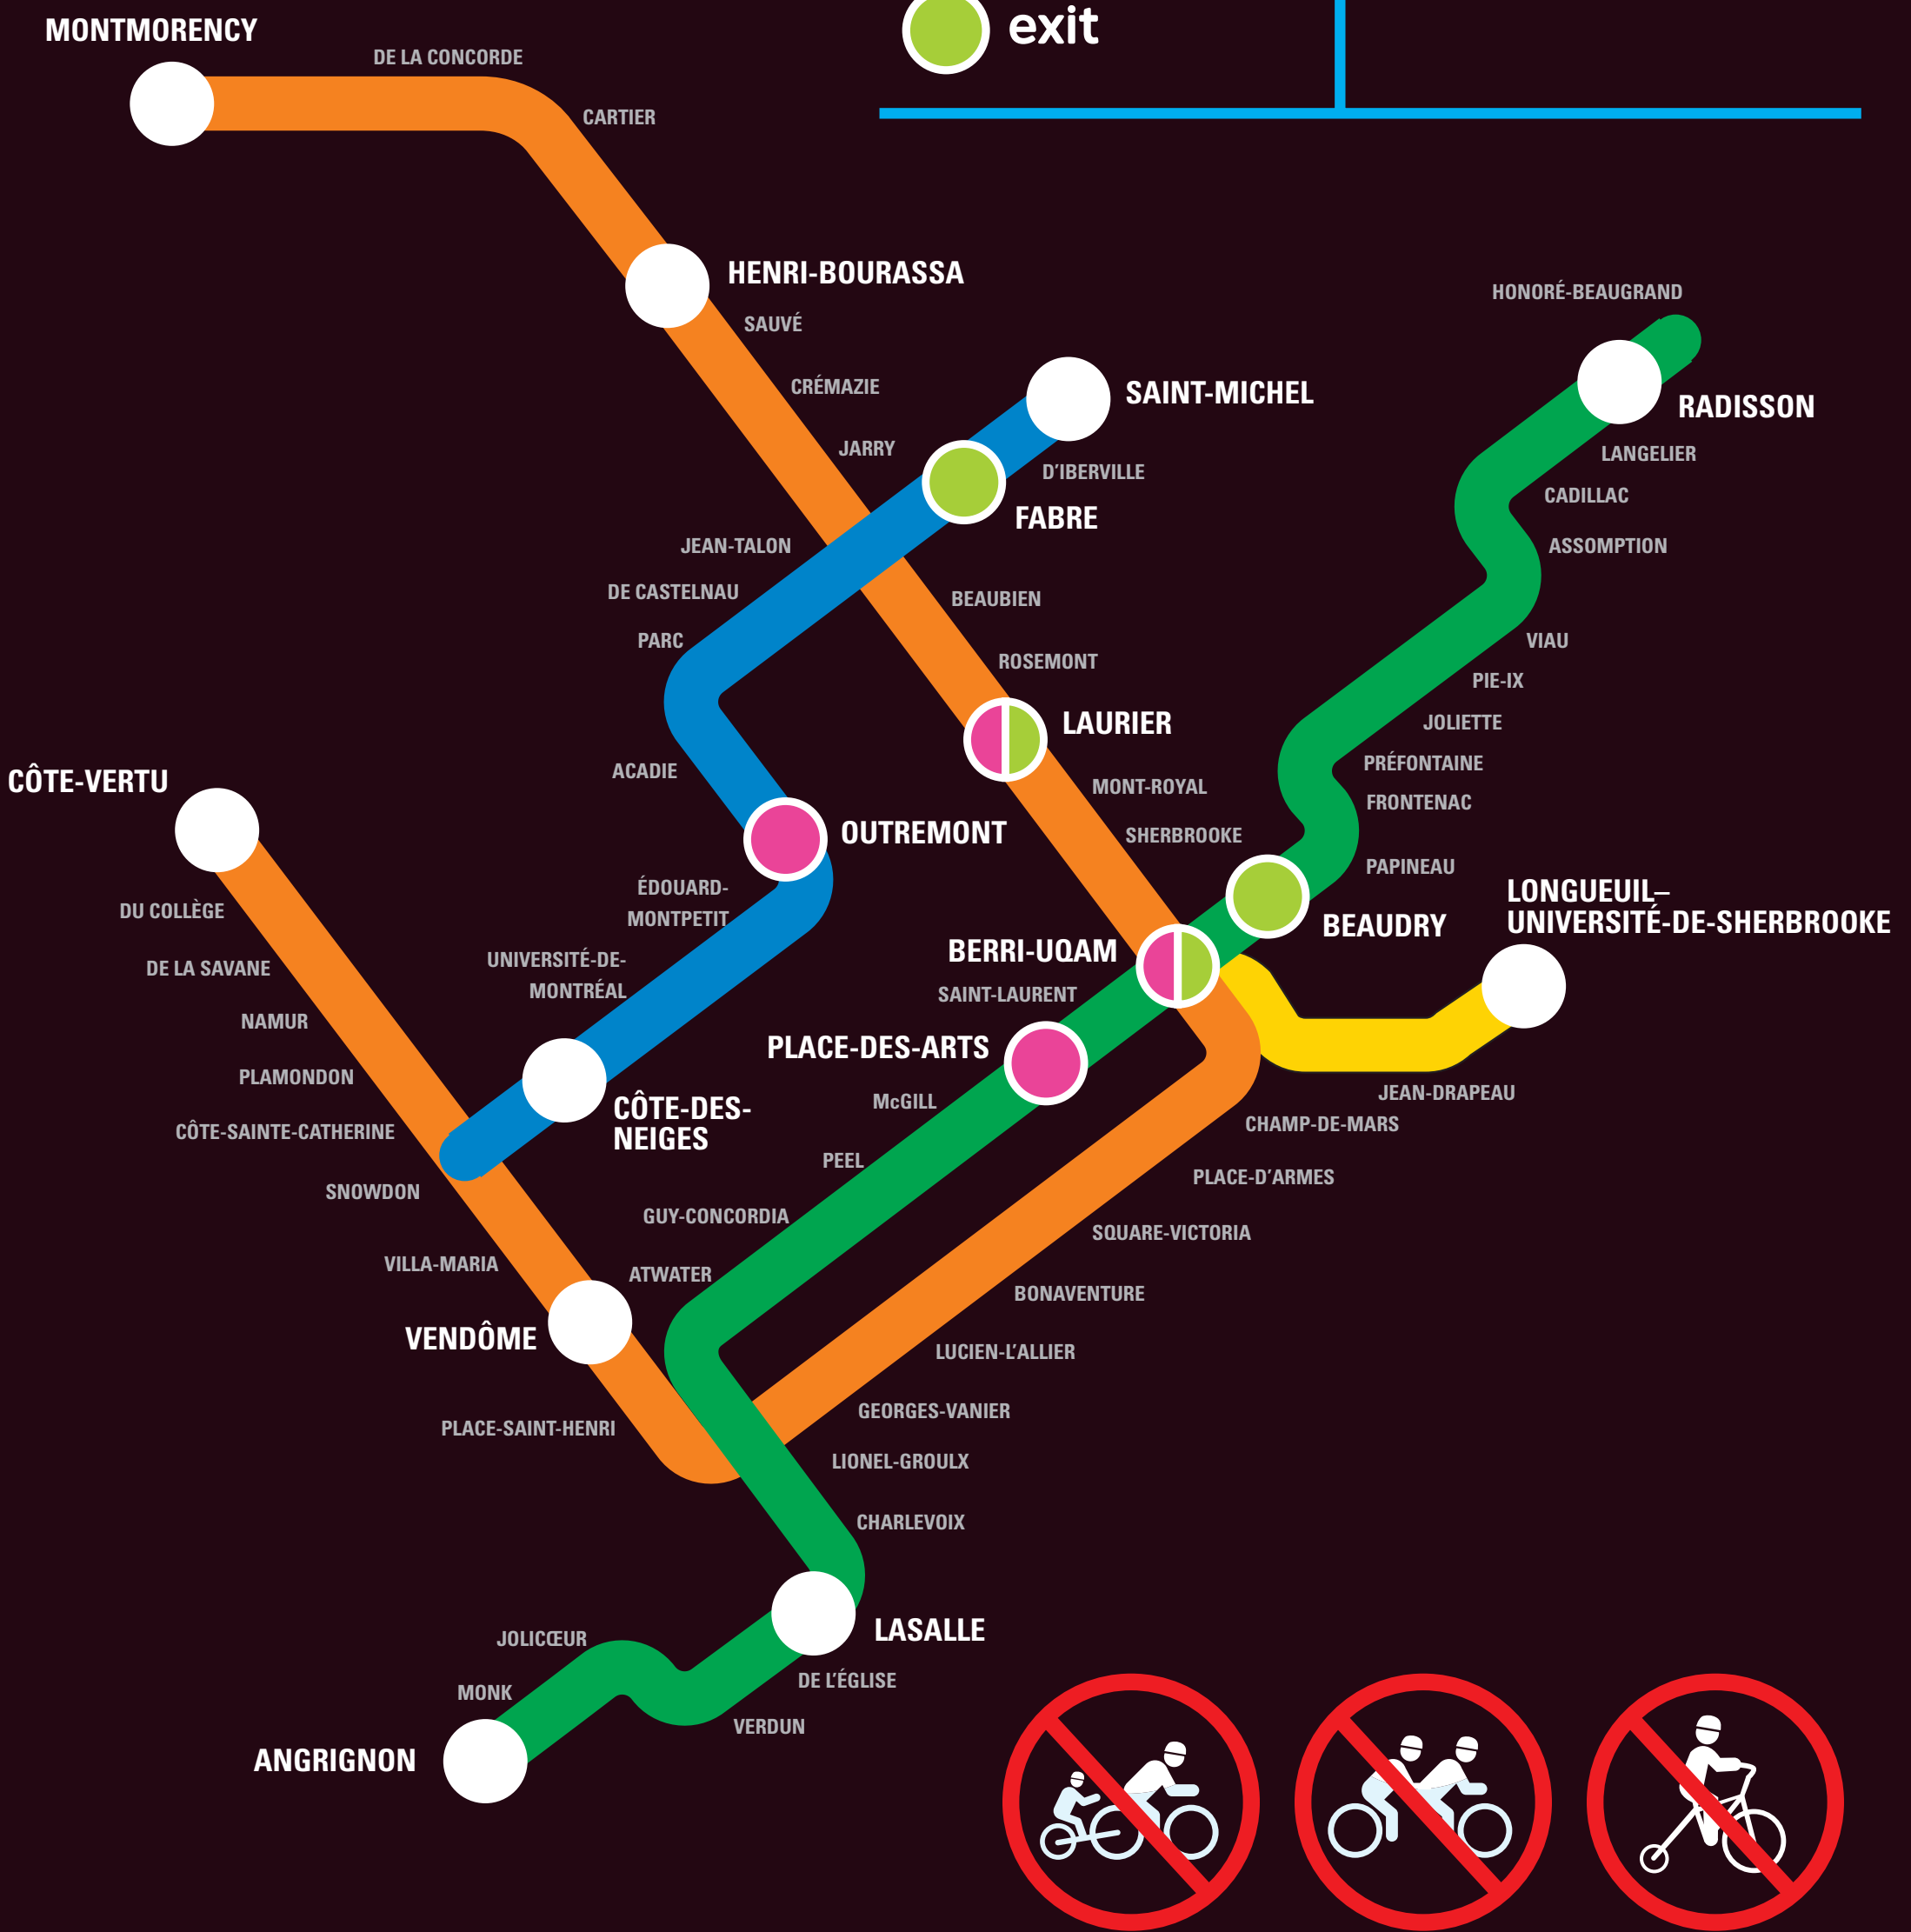 exit
MONTMORENCY
DE LA CONCORDE
CARTIER
HENRI-BOURASSA
SAUVÉ
CRÉMAZIE
JARRY
SAINT-MICHEL
D'IBERVILLE
FABRE
HONORÉ-BEAUGRAND
RADISSON
LANGELIER
CADILLAC
ASSOMPTION
JEAN-TALON
DE CASTELNAU
PARC
BEAUBIEN
ROSEMONT
VIAU
PIE-IX
JOLIETTE
LAURIER
PRÉFONTAINE
FRONTENAC
ACADIE
CÔTE-VERTU
MONT-ROYAL
OUTREMONT
SHERBROOKE
PAPINEAU
ÉDOUARD-
MONTPETIT
DU COLLÈGE
LONGUEUIL–
UNIVERSITÉ-DE-SHERBROOKE
BEAUDRY
BERRI-UQAM
UNIVERSITÉ-DE-
MONTRÉAL
DE LA SAVANE
SAINT-LAURENT
NAMUR
PLACE-DES-ARTS
PLAMONDON
McGILL
JEAN-DRAPEAU
CÔTE-DES-
NEIGES
CHAMP-DE-MARS
CÔTE-SAINTE-CATHERINE
PEEL
PLACE-D'ARMES
SNOWDON
GUY-CONCORDIA
SQUARE-VICTORIA
VILLA-MARIA
ATWATER
BONAVENTURE
VENDÔME
LUCIEN-L'ALLIER
PLACE-SAINT-HENRI
GEORGES-VANIER
LIONEL-GROULX
CHARLEVOIX
LASALLE
JOLICŒUR
DE L'ÉGLISE
MONK
VERDUN
ANGRIGNON